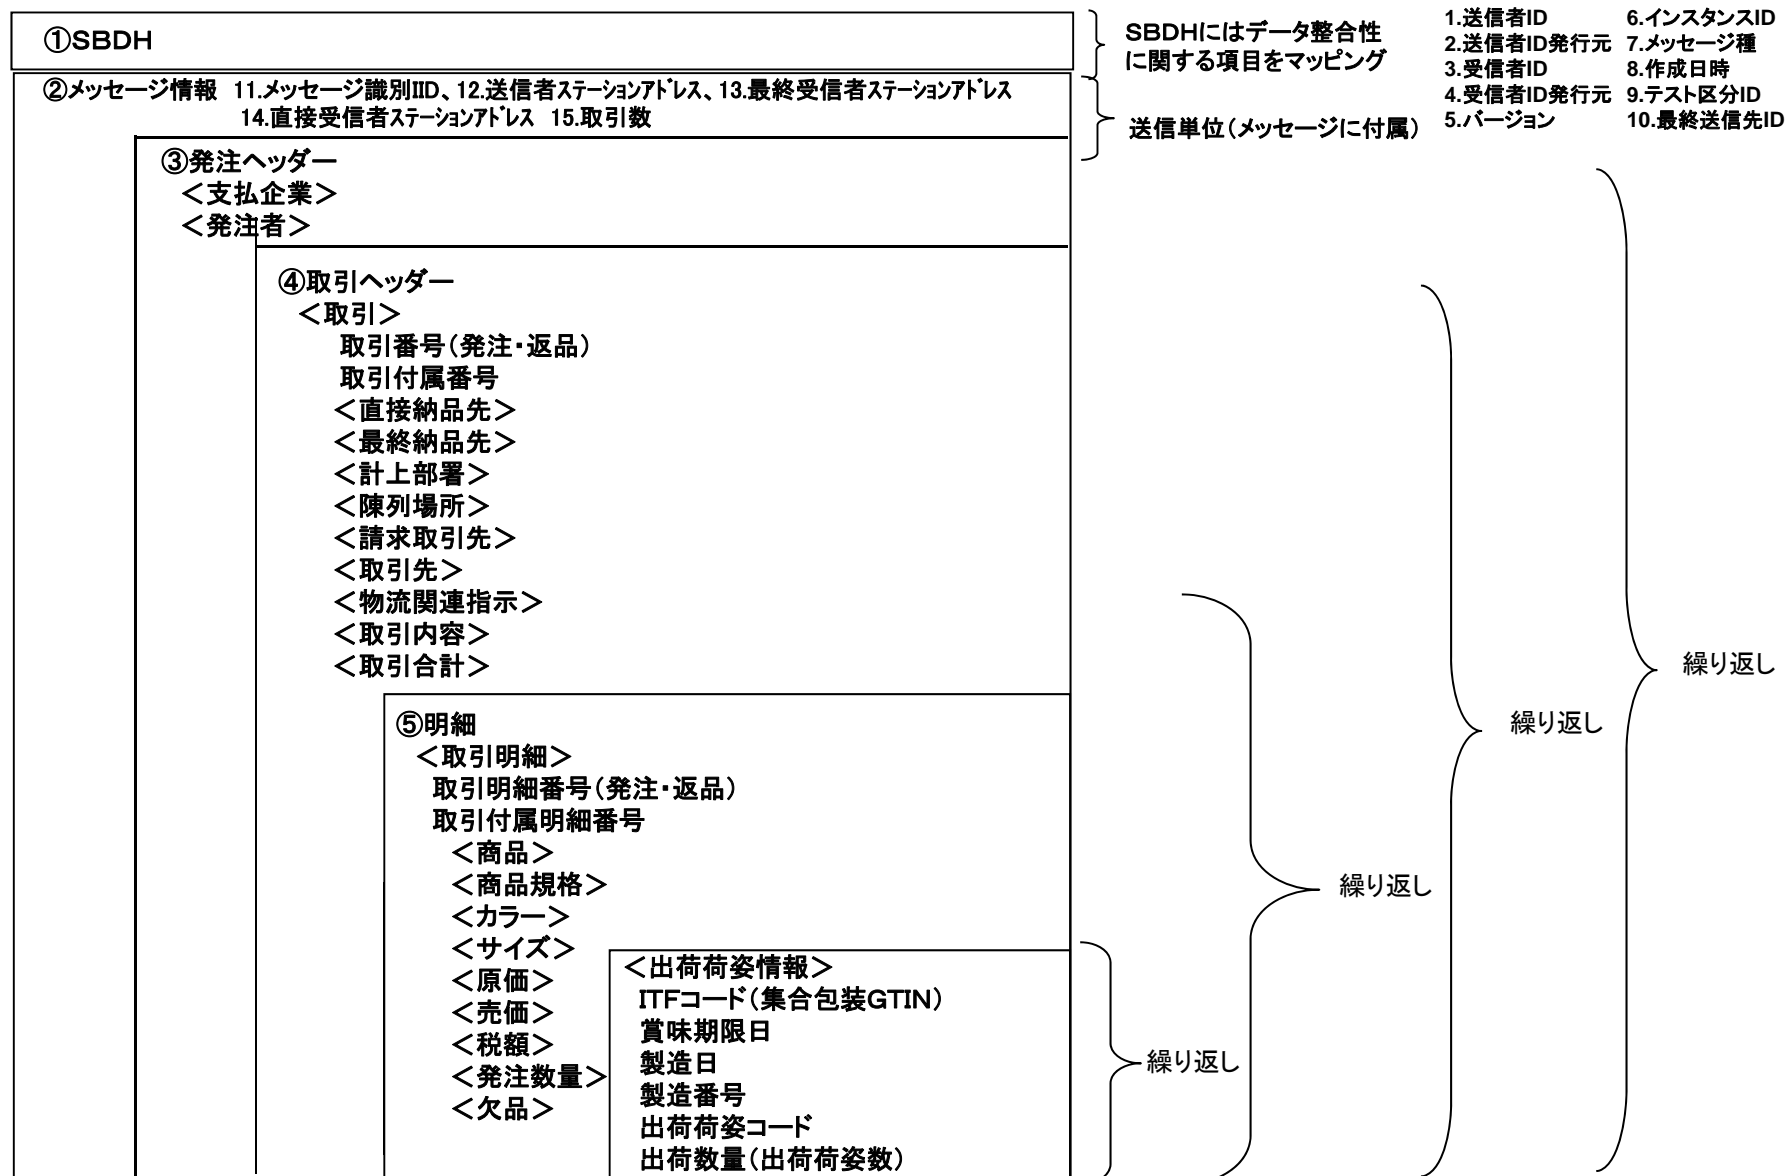 ①SBDH
SBDHにはデータ整合性
に関する項目をマッピング
1.送信者ID
2.送信者ID発行元
3.受信者ID
4.受信者ID発行元
5.バージョン
6.インスタンスID
7.メッセージ種
8.作成日時
9.テスト区分ID
10.最終送信先ID
②メッセージ情報 11.メッセージ識別IID、12.送信者ステーションアドレス、13.最終受信者ステーションアドレス
14.直接受信者ステーションアドレス 15.取引数
送信単位(メッセージに付属)
③発注ヘッダー
＜支払企業＞
＜発注者＞
④取引ヘッダー
＜取引＞
取引番号(発注・返品)
取引付属番号
＜直接納品先＞
＜最終納品先＞
＜計上部署＞
＜陳列場所＞
＜請求取引先＞
＜取引先＞
＜物流関連指示＞
＜取引内容＞
＜取引合計＞
⑤明細
＜取引明細＞
取引明細番号(発注・返品)
取引付属明細番号
＜商品＞
＜商品規格＞
＜カラー＞
＜サイズ＞
＜原価＞
＜売価＞
＜税額＞
＜発注数量＞
＜欠品＞
＜出荷荷姿情報＞
ITFコード(集合包装GTIN)
賞味期限日
製造日
製造番号
出荷荷姿コード
出荷数量(出荷荷姿数)
繰り返し
繰り返し
繰り返し
繰り返し